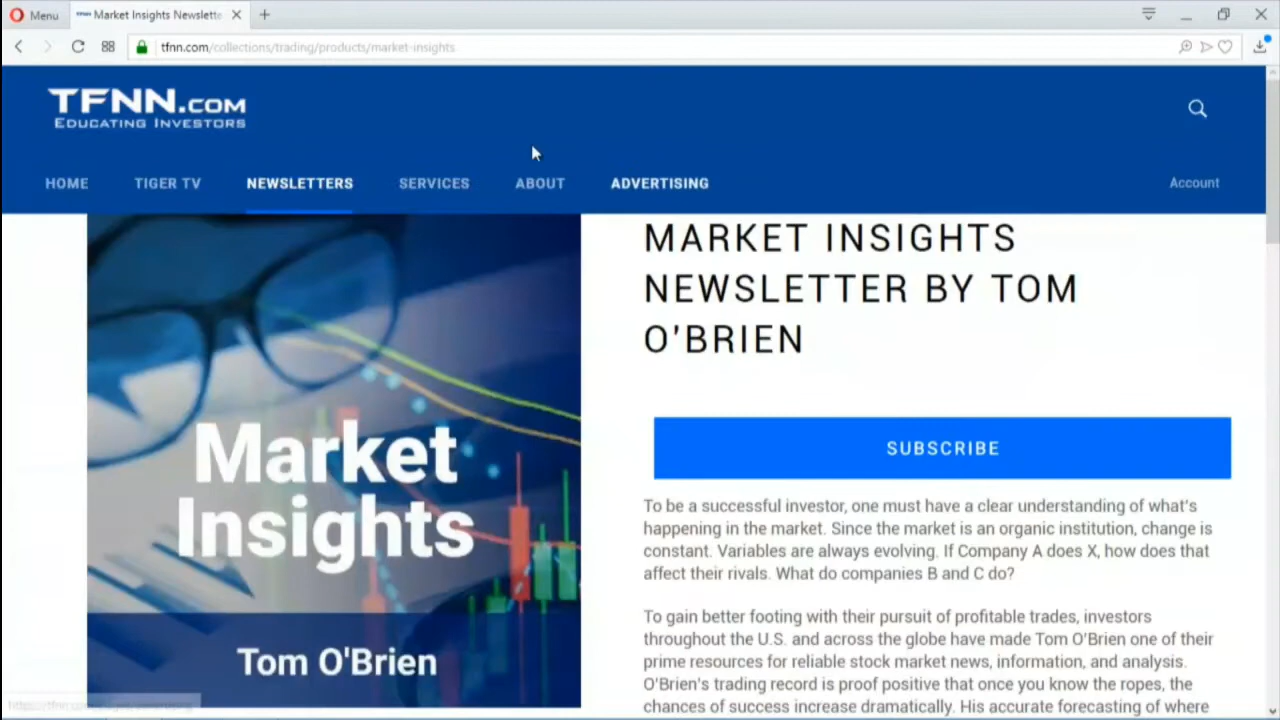 Menu
Market Insights Newslette
tfnn.com/collections/trading/products/market-insights
TFNN.COM
EDUCATING INVESTORS
HOME
TIGER TV
NEWSLETTERS
SERVICES
ABOUT
ADVERTISING
Account
Market
Insights
Tom O'Brien
MARKET INSIGHTS
NEWSLETTER BY TOM
O'BRIEN
SUBSCRIBE
To be a successful investor, one must have a clear understanding of what's
happening in the market. Since the market is an organic institution, change is
constant. Variables are always evolving. If Company A does X, how does that
affect their rivals. What do companies B and C do?
To gain better footing with their pursuit of profitable trades, investors
throughout the U.S. and across the globe have made Tom O'Brien one of their
prime resources for reliable stock market news, information, and analysis.
O'Brien's trading record is proof positive that once you know the ropes, the
chances of success increase dramatically. His accurate forecasting of where